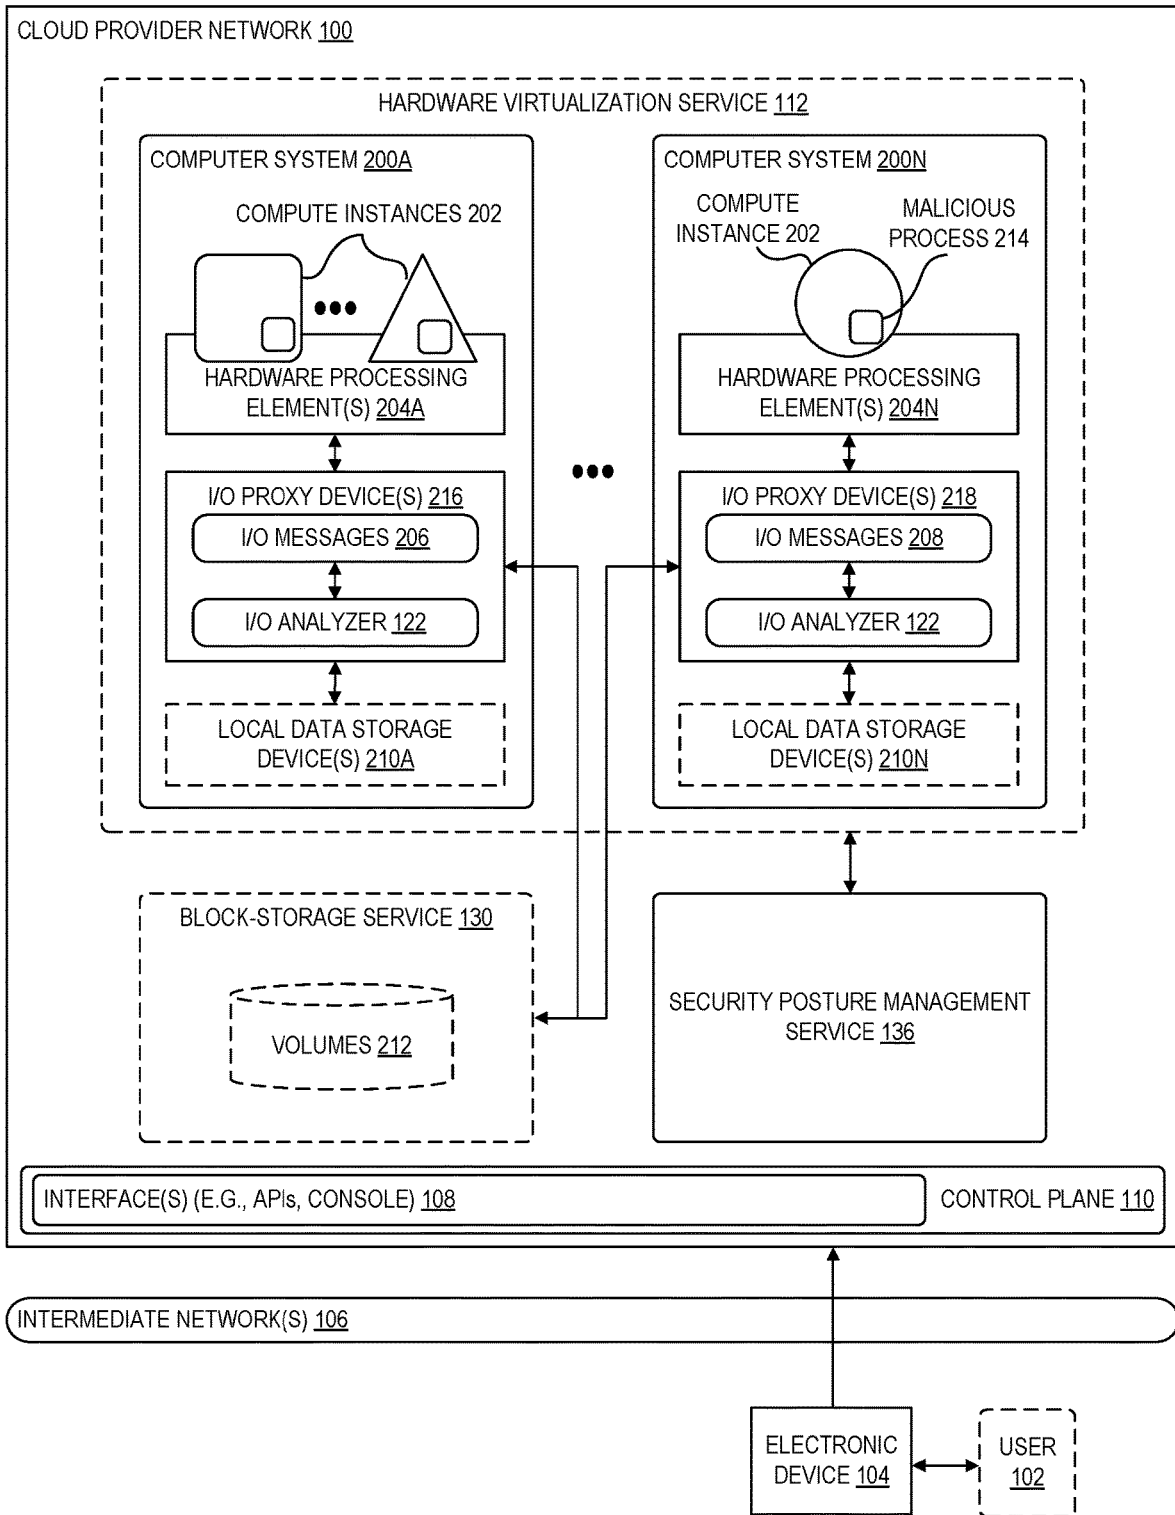 CLOUD PROVIDER NETWORK 100
HARDWARE VIRTUALIZATION SERVICE 112
COMPUTER SYSTEM 200A
COMPUTE INSTANCES 202
HARDWARE PROCESSING
ELEMENT(S) 204A
I/O PROXY DEVICE(S) 216
I/O MESSAGES 206
I/O ANALYZER 122
LOCAL DATA STORAGE
DEVICE(S) 210A
COMPUTER SYSTEM 200N
COMPUTE
INSTANCE 202
MALICIOUS
PROCESS 214
HARDWARE PROCESSING
ELEMENT(S) 204N
I/O PROXY DEVICE(S) 218
I/O MESSAGES 208
I/O ANALYZER 122
LOCAL DATA STORAGE
DEVICE(S) 210N
BLOCK-STORAGE SERVICE 130
VOLUMES 212
SECURITY POSTURE MANAGEMENT
SERVICE 136
INTERFACE(S) (E.G., APIs, CONSOLE) 108
CONTROL PLANE 110
INTERMEDIATE NETWORK(S) 106
ELECTRONIC
DEVICE 104
USER
102